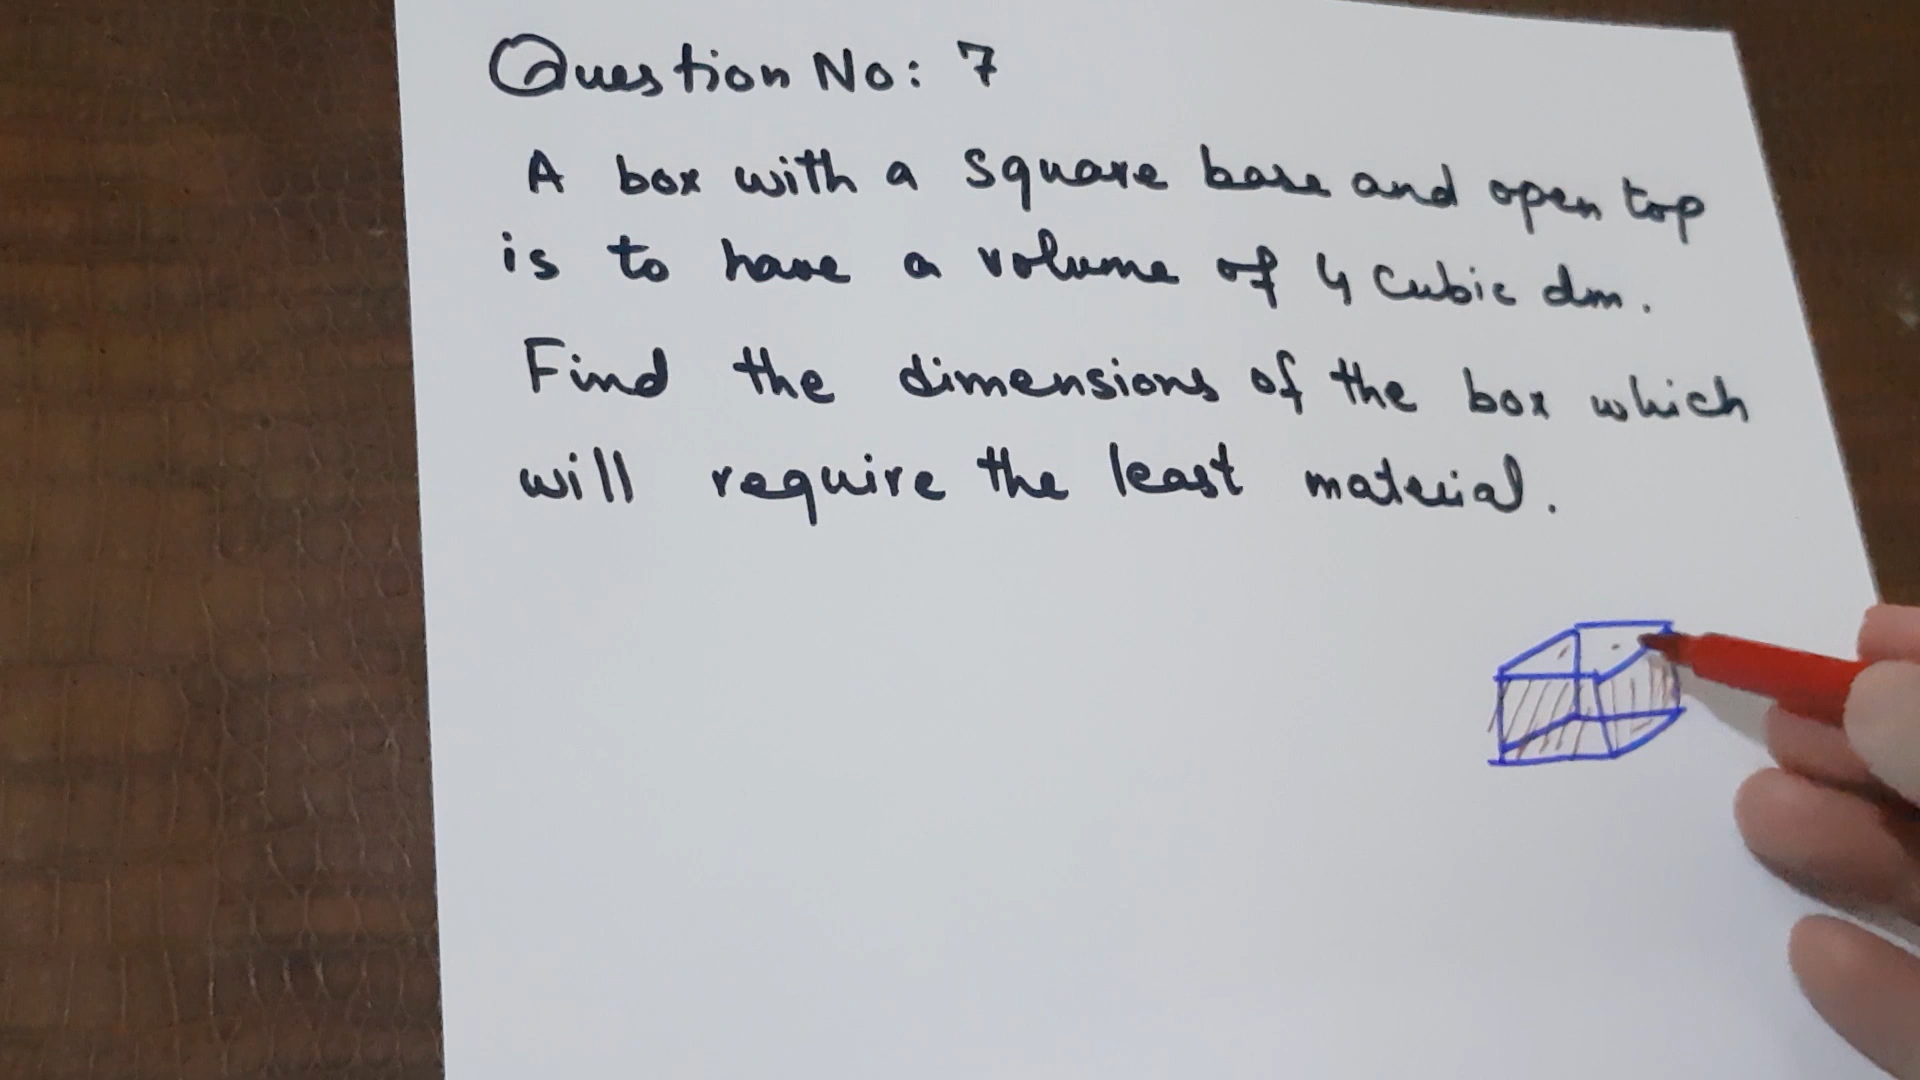 Question No: 7
A box with a square base and open top
is to have a volume of 4 cubic dm.
Find the dimensions of the box which
will require the least material.